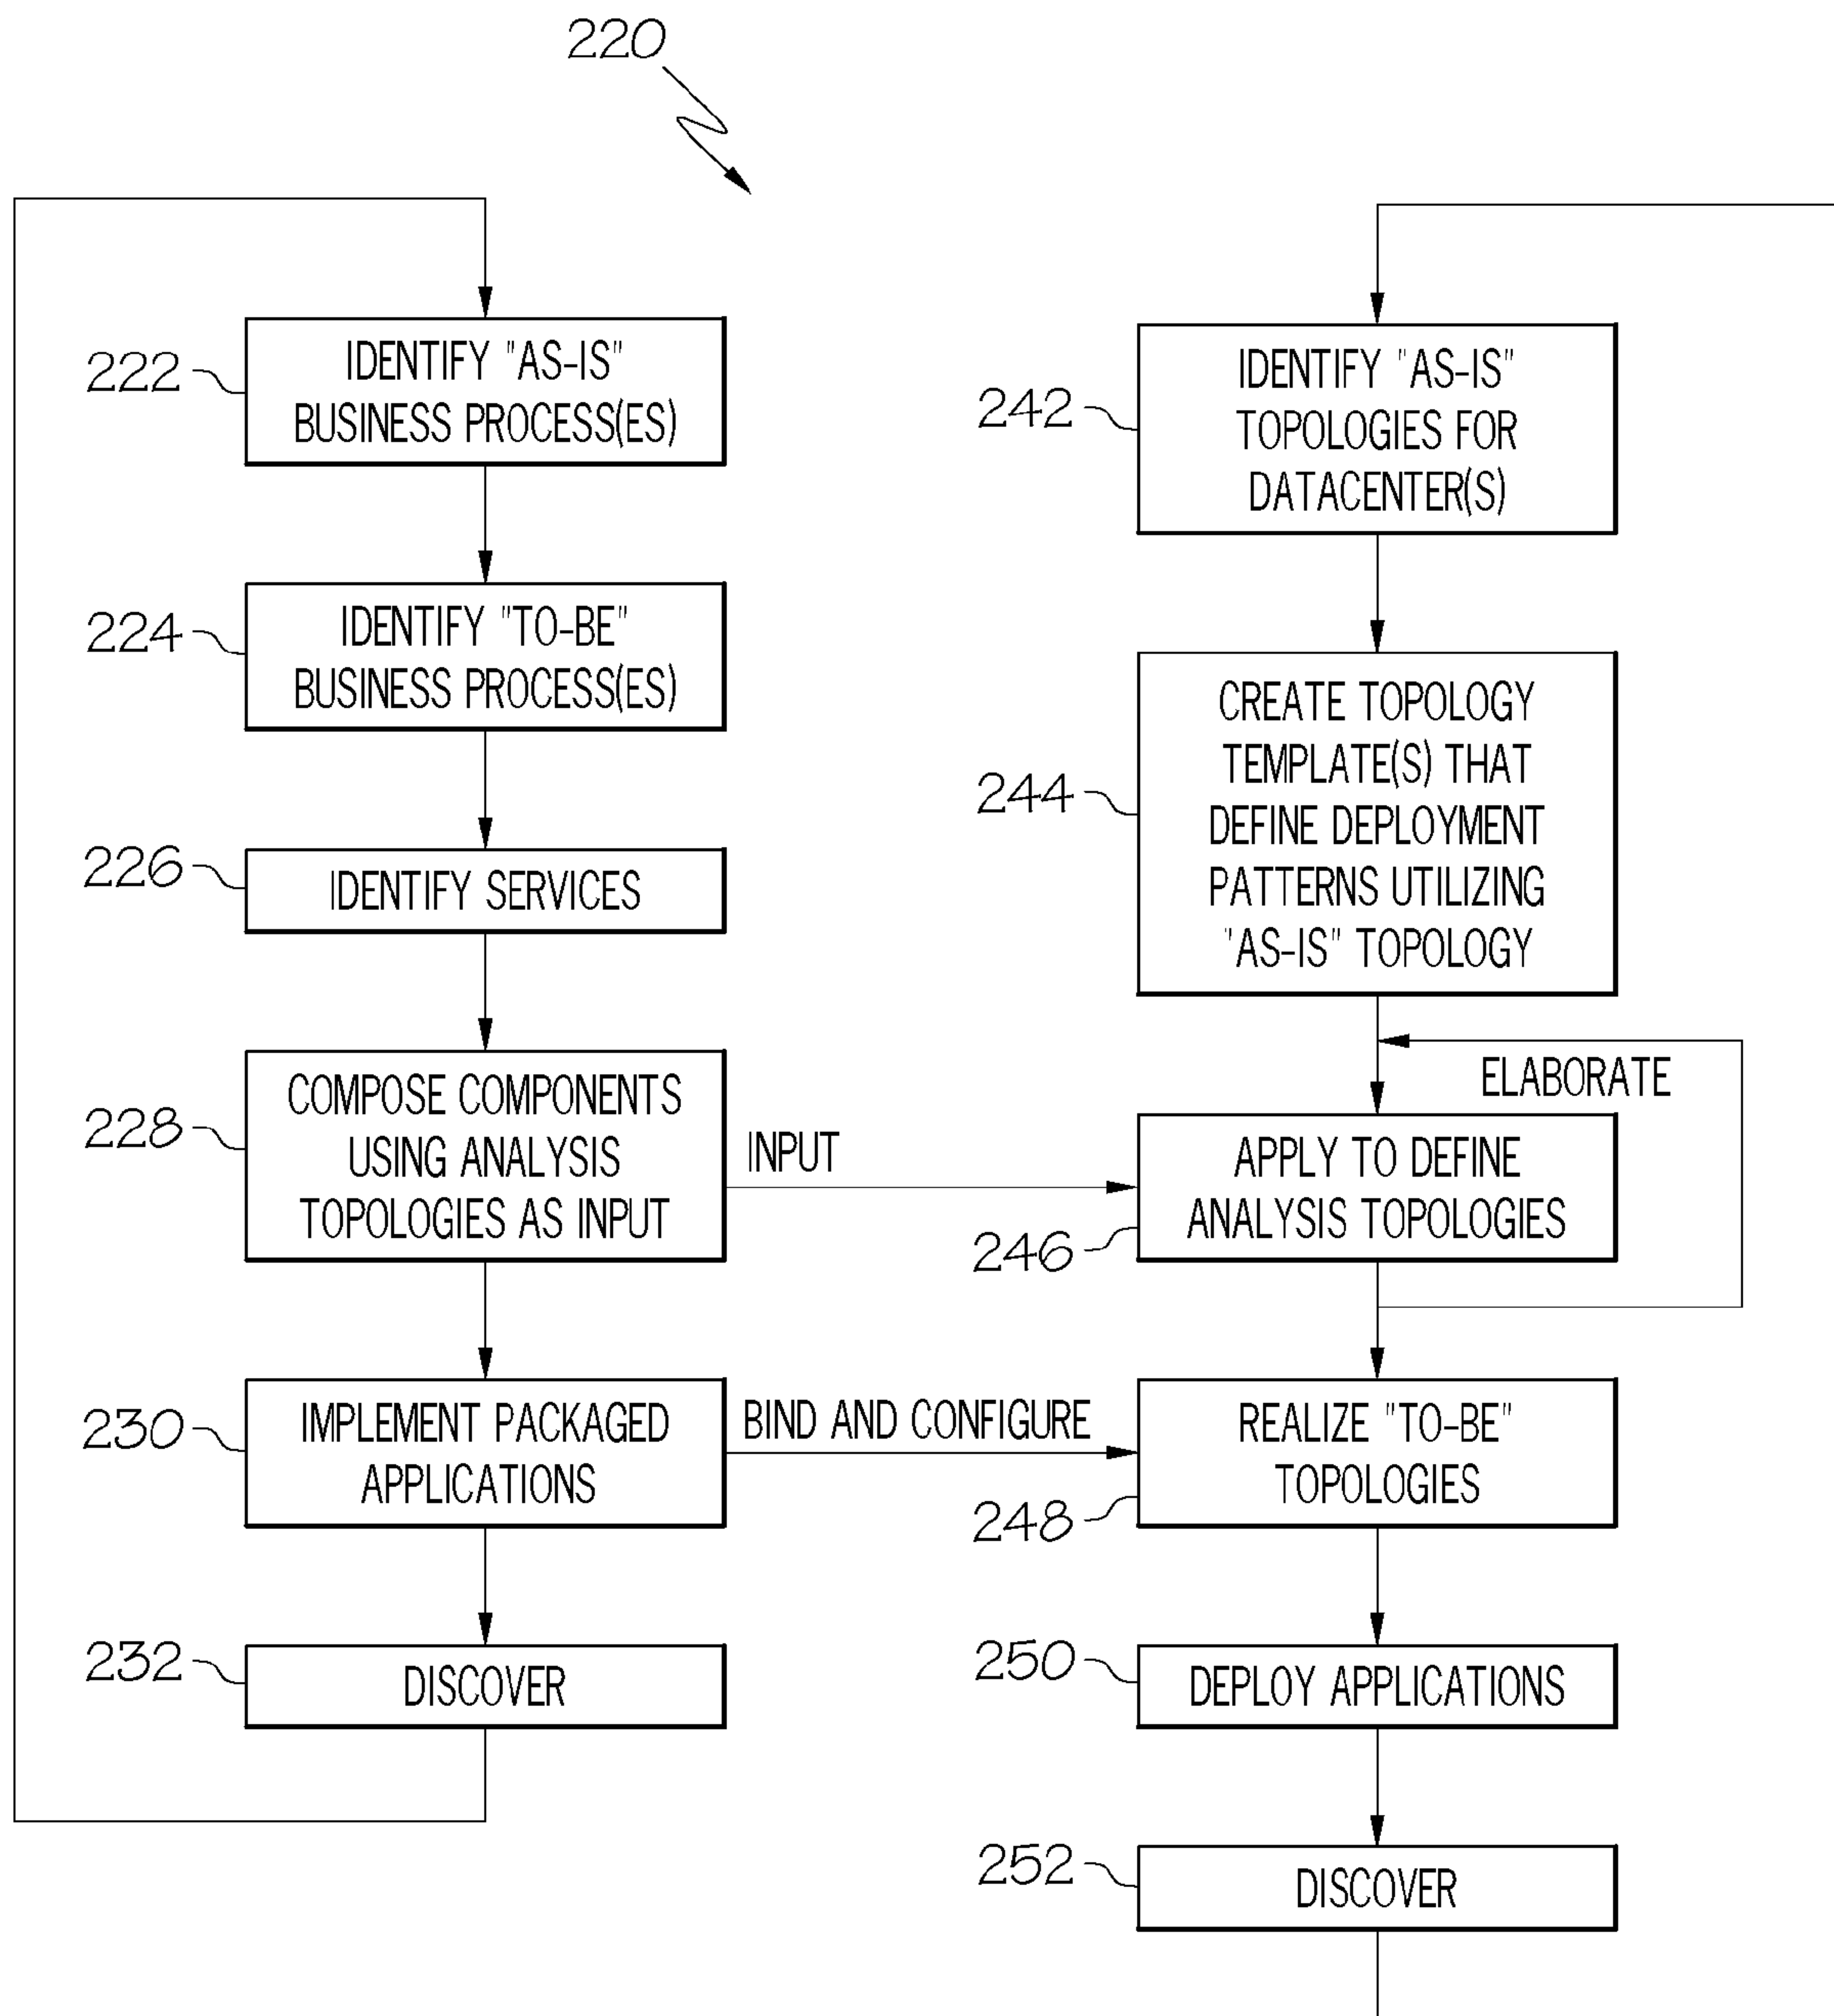 220
222
IDENTIFY "AS-IS"
BUSINESS PROCESS(ES)
224
IDENTIFY "TO-BE"
BUSINESS PROCESS(ES)
226
IDENTIFY SERVICES
228
COMPOSE COMPONENTS
USING ANALYSIS
TOPOLOGIES AS INPUT
INPUT
230
IMPLEMENT PACKAGED
APPLICATIONS
BIND AND CONFIGURE
232
DISCOVER
242
IDENTIFY "AS-IS"
TOPOLOGIES FOR
DATACENTER(S)
244
CREATE TOPOLOGY
TEMPLATE(S) THAT
DEFINE DEPLOYMENT
PATTERNS UTILIZING
"AS-IS" TOPOLOGY
ELABORATE
APPLY TO DEFINE
ANALYSIS TOPOLOGIES
246
REALIZE "TO-BE"
TOPOLOGIES
248
250
DEPLOY APPLICATIONS
252
DISCOVER